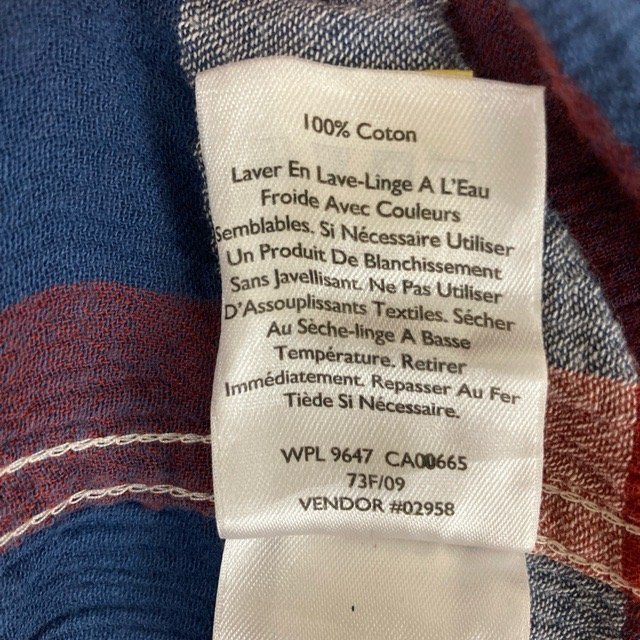 100% Coton
Laver En Lave-Linge A L'Eau
Froide Avec Couleurs
Semblables. Si Nécessaire Utiliser
Un Produit De Blanchissement
Sans Javellisant. Ne Pas Utiliser
D'Assouplissants Textiles. Sécher
Au Sèche-linge A Basse
Température. Retirer
Immédiatement. Repasser Au Fer
Tiède Si Nécessaire.
WPL 9647 CA00665
73F/09
VENDOR #02958